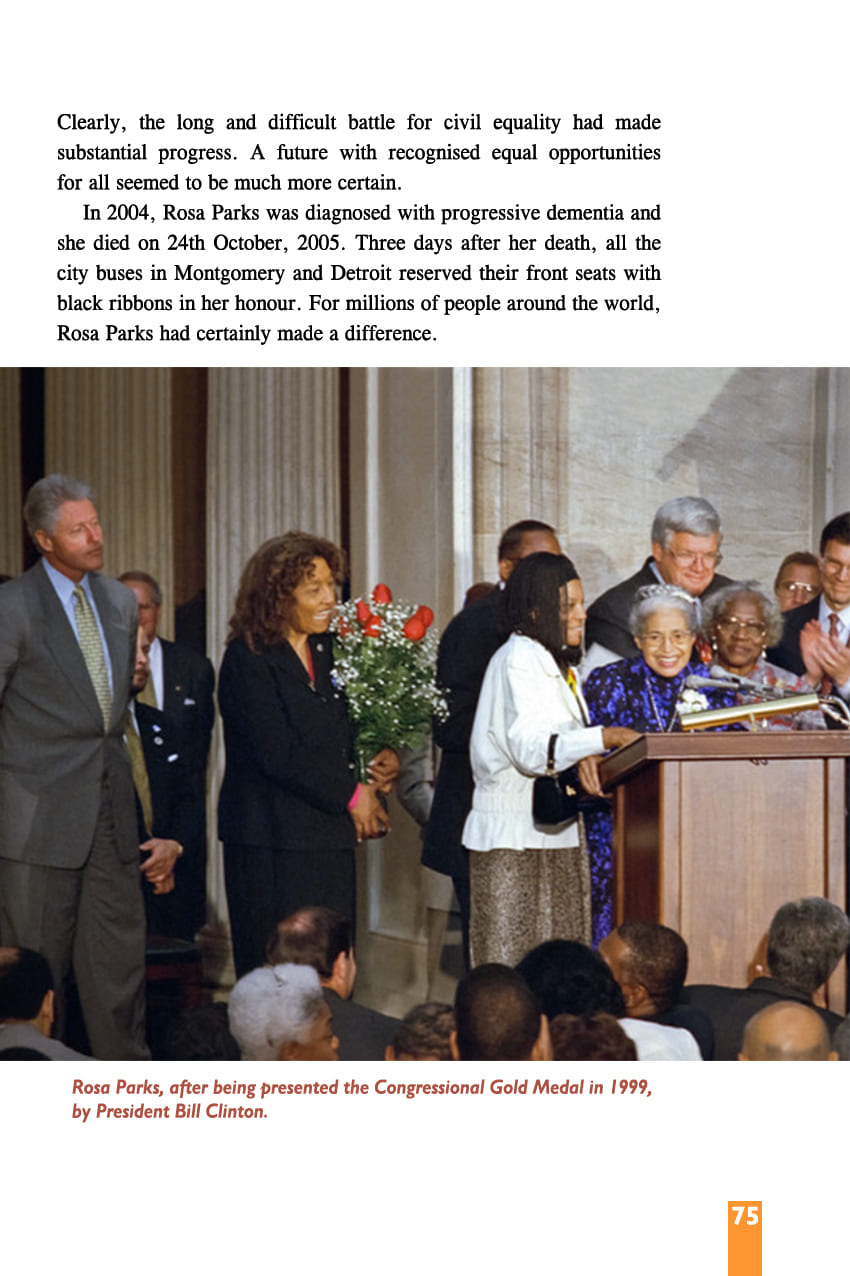 Clearly, the long and difficult battle for civil equality had made
substantial progress. A future with recognised equal opportunities
for all seemed to be much more certain.
In 2004, Rosa Parks was diagnosed with progressive dementia and
she died on 24th October, 2005. Three days after her death, all the
city buses in Montgomery and Detroit reserved their front seats with
black ribbons in her honour. For millions of people around the world,
Rosa Parks had certainly made a difference.
Rosa Parks, after being presented the Congressional Gold Medal in 1999,
by President Bill Clinton.
75